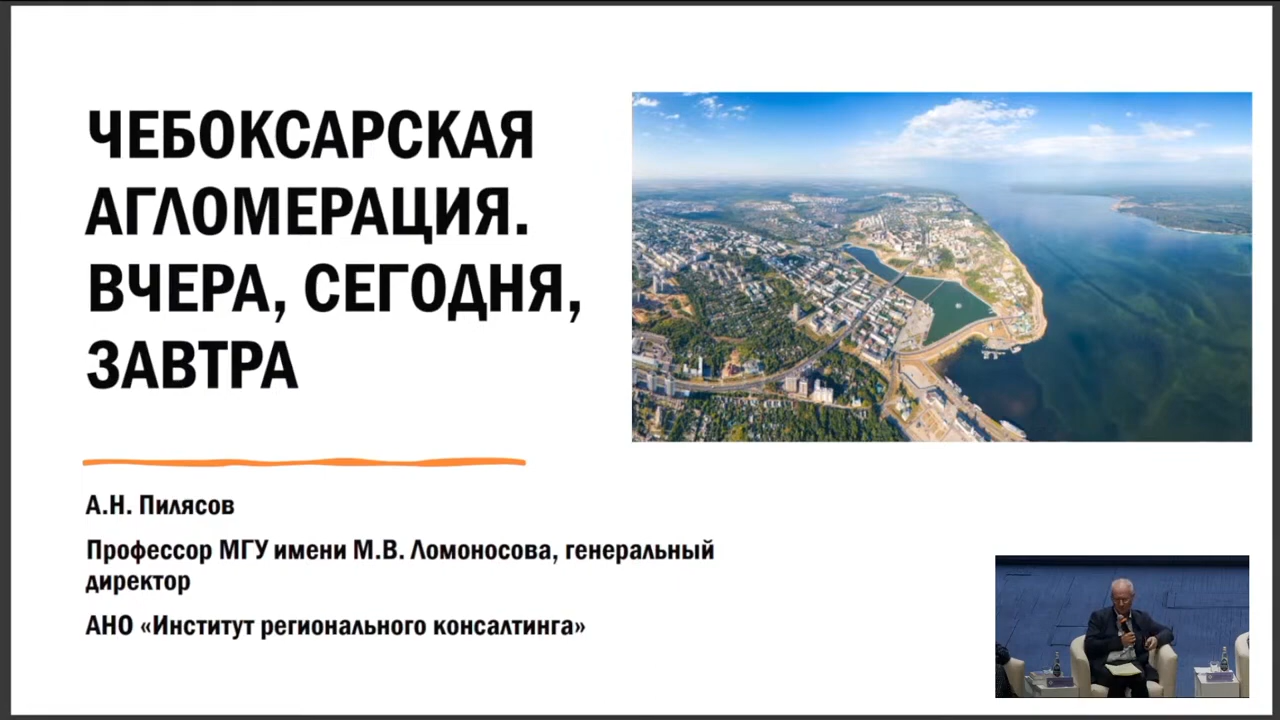 ЧЕБОКСАРСКАЯ
АГЛОМЕРАЦИЯ.
ВЧЕРА, СЕГОДНЯ,
ЗАВТРА
А.Н. Пилясов
Профессор МГУ имени М.В. Ломоносова, генеральный
директор
АНО «Институт регионального консалтинга»